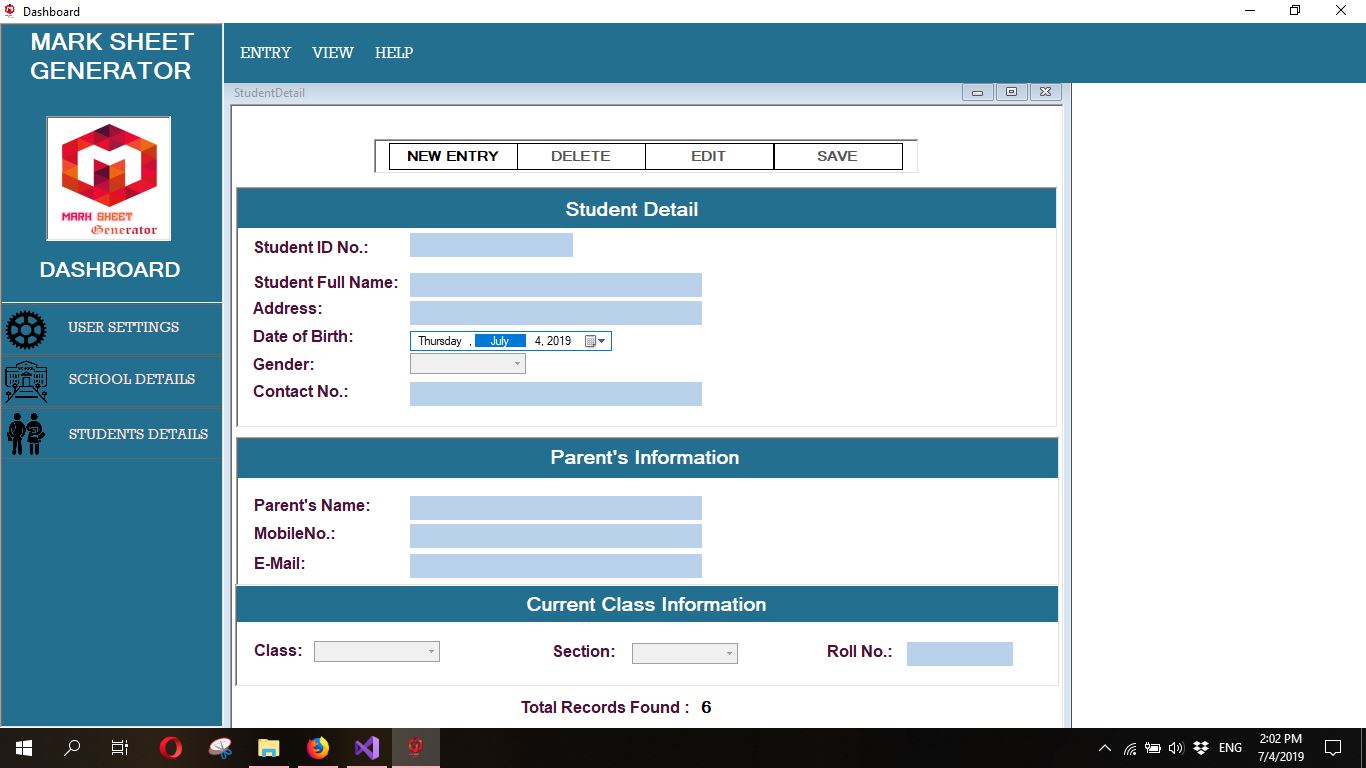 Dashboard
MARK SHEET
GENERATOR
MARK SHEET
Generator
DASHBOARD
USER SETTINGS
SCHOOL DETAILS
STUDENTS DETAILS
ENTRY VIEW HELP
StudentDetail
NEW ENTRY DELETE EDIT SAVE
Student Detail
Student ID No.:
Student Full Name:
Address:
Date of Birth: Thursday , July 4, 2019
Gender:
Contact No.:
Parent's Information
Parent's Name:
MobileNo.:
E-Mail:
Current Class Information
Class: Section: Roll No.:
Total Records Found : 6
ENG
2:02 PM
7/4/2019